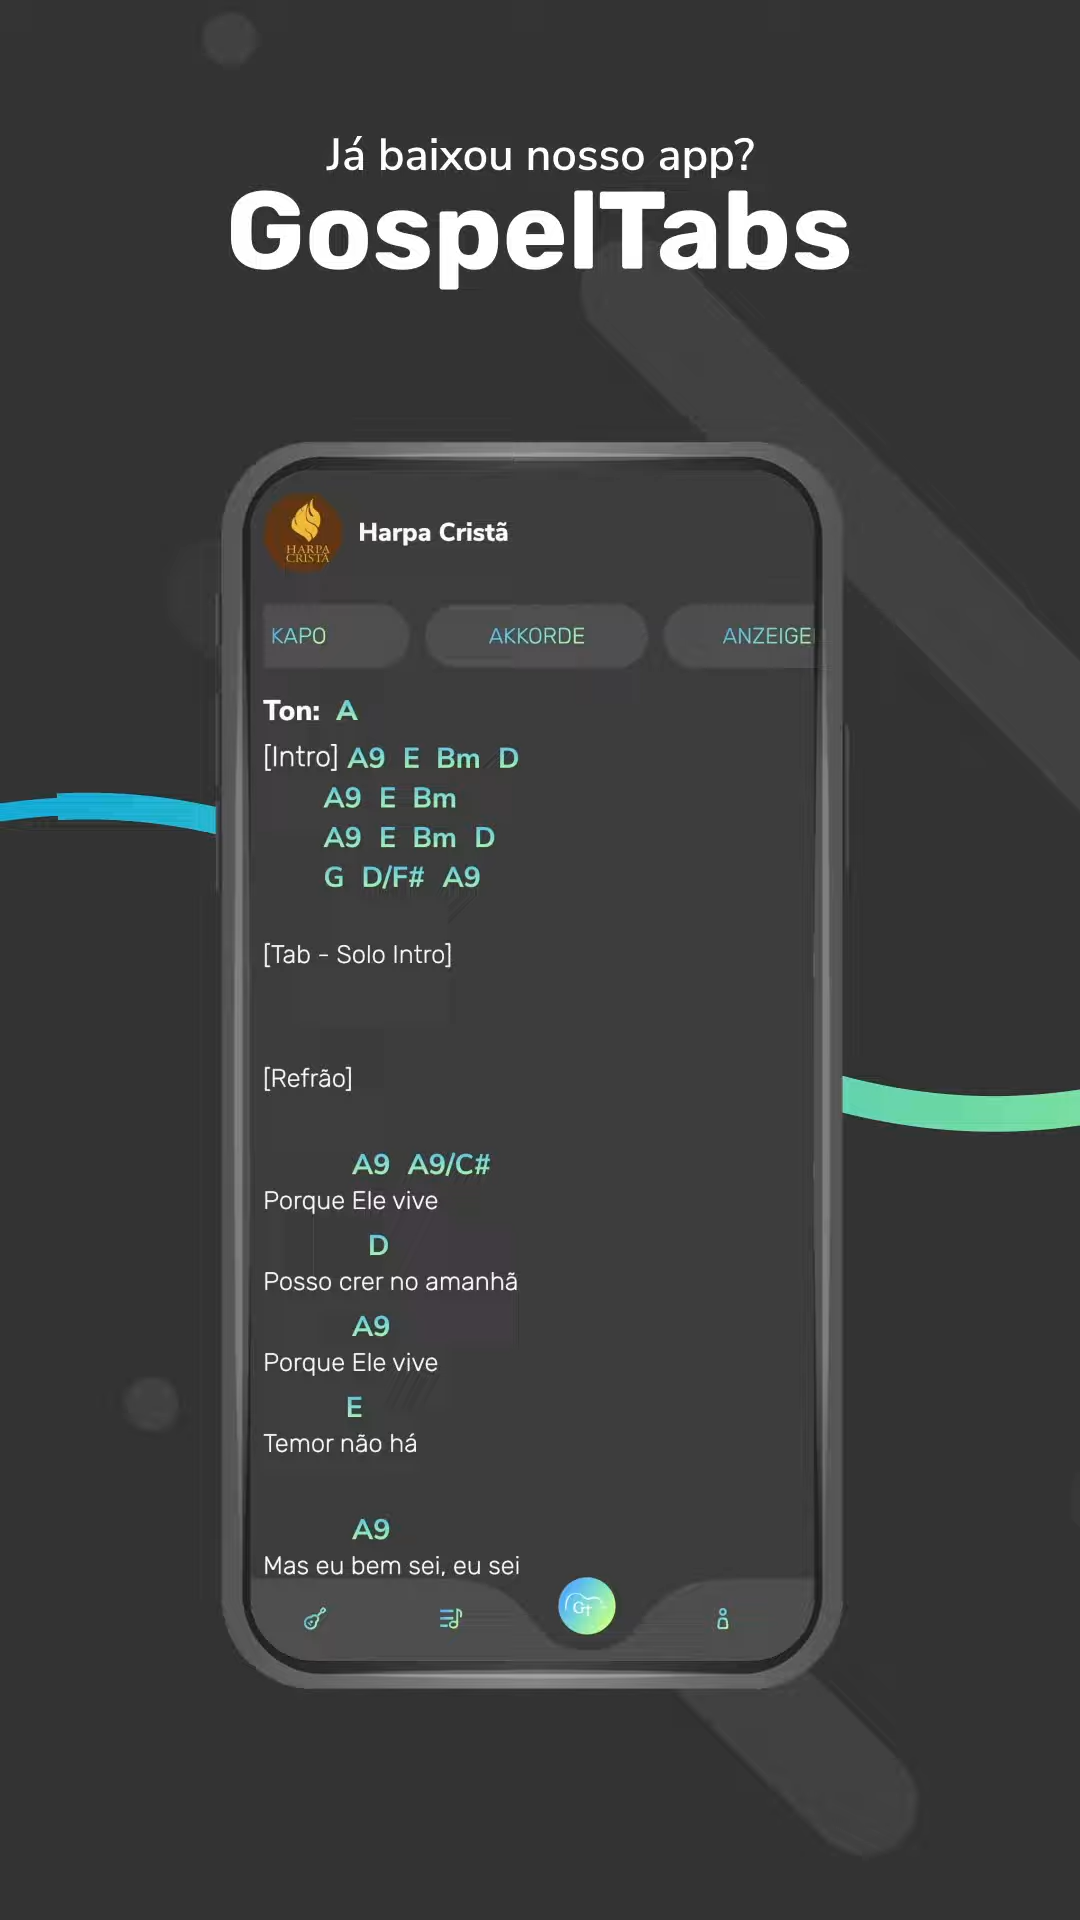 Já baixou nosso app?
GospelTabs
HARPA
CRISTÃ
Harpa Cristã
KAPO AKKORDE ANZEIGE
Ton: A
[Intro] A9 E Bm D
A9 E Bm
A9 E Bm D
G D/F# A9
[Tab - Solo Intro]
[Refrão]
A9 A9/C#
Porque Ele vive
D
Posso crer no amanhã
A9
Porque Ele vive
E
Temor não há
A9
Mas eu bem sei, eu sei
GT